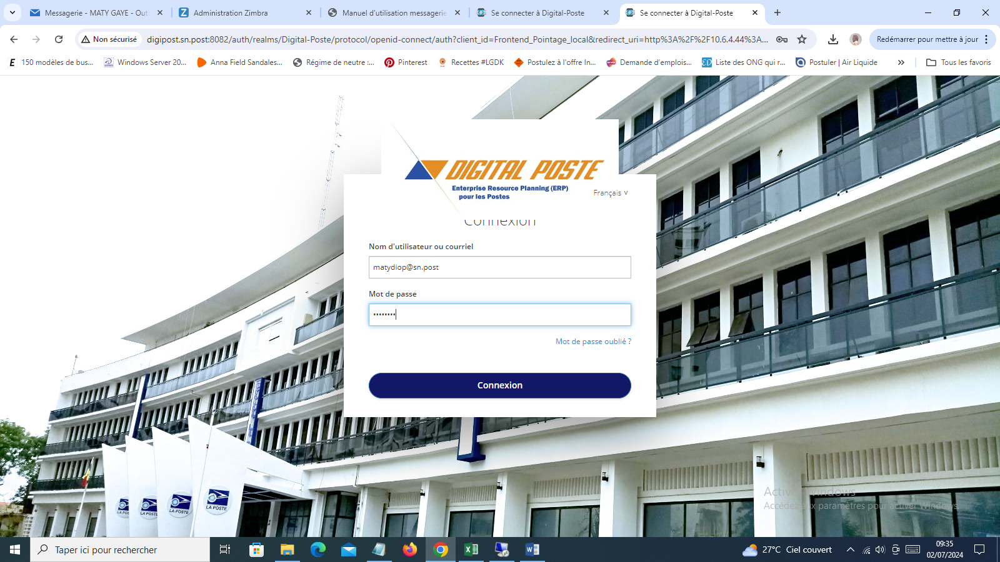 Messagerie - MATY GAYE - Out
Administration Zimbra
Manuel d'utilisation messagerie
Se connecter à Digital-Poste
Se connecter à Digital-Poste
Non sécurisé
digipost.sn.post:8082/auth/realms/Digital-Poste/protocol/openid-connect/auth?client_id=Frontend_Pointage_local&redirect_uri=http%3A%2F%2F10.6.4.44%3A...
Redémarrer pour mettre à jour
150 modèles de bus...
Windows Server 20...
Anna Field Sandales...
Régime de neutre :...
Pinterest
Recettes #LGDK
Postulez à l'offre In...
Demande d'emplois...
Liste des ONG qui r...
Postuler | Air Liquide
Tous les favoris
DIGITAL POSTE
Enterprise Resource Planning (ERP)
pour les Postes
Français
Connexion
Nom d'utilisateur ou courriel
matydiop@sn.post
Mot de passe
••••••••
Mot de passe oublié ?
Connexion
LA POSTE
LA POSTE
LA POSTE
Windows
Accédez aux paramètres pour activer Windows.
Taper ici pour rechercher
27°C Ciel couvert
09:35
02/07/2024